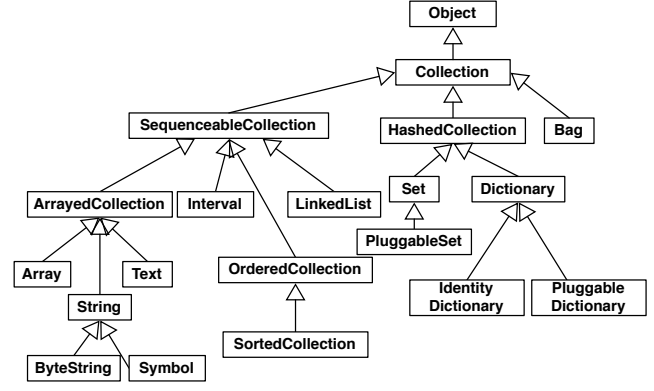 Object
Collection
SequenceableCollection
HashedCollection
Bag
ArrayedCollection
Interval
LinkedList
Set
Dictionary
PluggableSet
Array
Text
OrderedCollection
String
Identity
Dictionary
Pluggable
Dictionary
SortedCollection
ByteString
Symbol